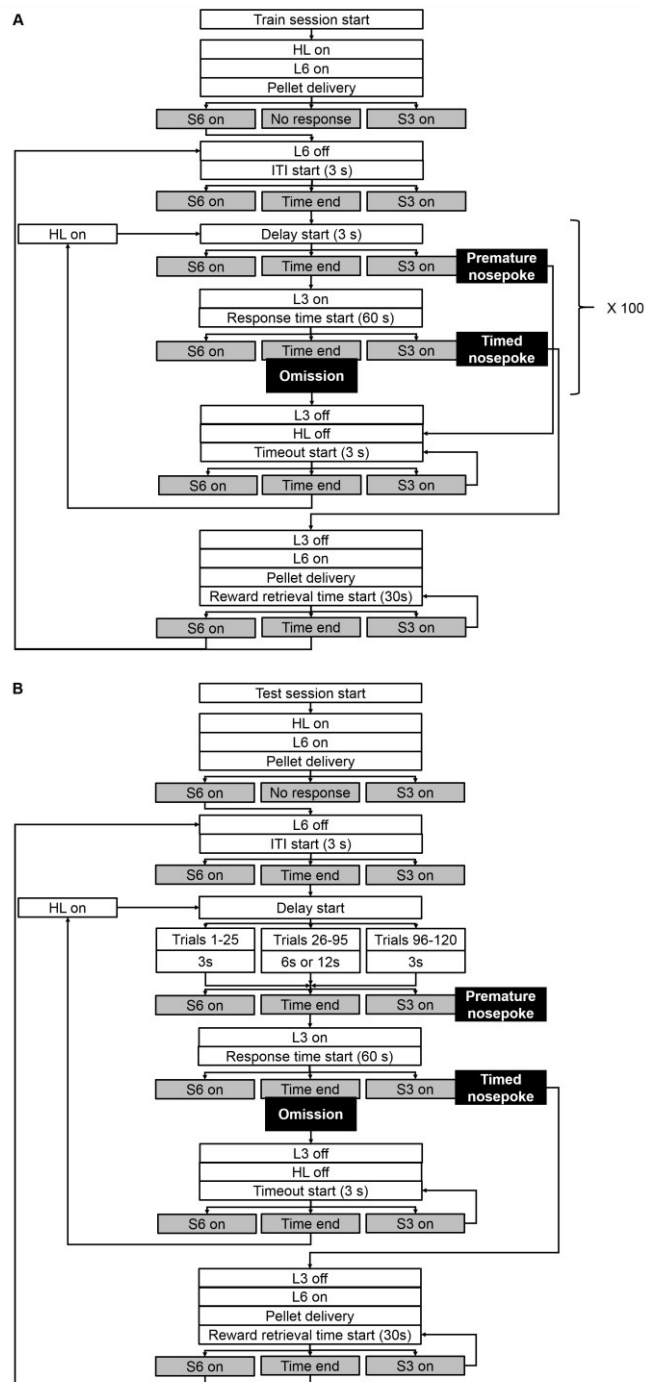 A
Train session start
HL on
L6 on
Pellet delivery
S6 on
No response
S3 on
L6 off
ITI start (3 s)
S6 on
Time end
S3 on
HL on
Delay start (3 s)
S6 on
Time end
S3 on
Premature
nosepoke
X 100
L3 on
Response time start (60 s)
S6 on
Time end
S3 on
Timed
nosepoke
Omission
L3 off
HL off
Timeout start (3 s)
S6 on
Time end
S3 on
L3 off
L6 on
Pellet delivery
Reward retrieval time start (30s)
S6 on
Time end
S3 on
B
Test session start
HL on
L6 on
Pellet delivery
S6 on
No response
S3 on
L6 off
ITI start (3 s)
S6 on
Time end
S3 on
HL on
Delay start
Trials 1-25
Trials 26-95
Trials 96-120
3s
6s or 12s
3s
S6 on
Time end
S3 on
Premature
nosepoke
L3 on
Response time start (60 s)
S6 on
Time end
S3 on
Timed
nosepoke
Omission
L3 off
HL off
Timeout start (3 s)
S6 on
Time end
S3 on
L3 off
L6 on
Pellet delivery
Reward retrieval time start (30s)
S6 on
Time end
S3 on